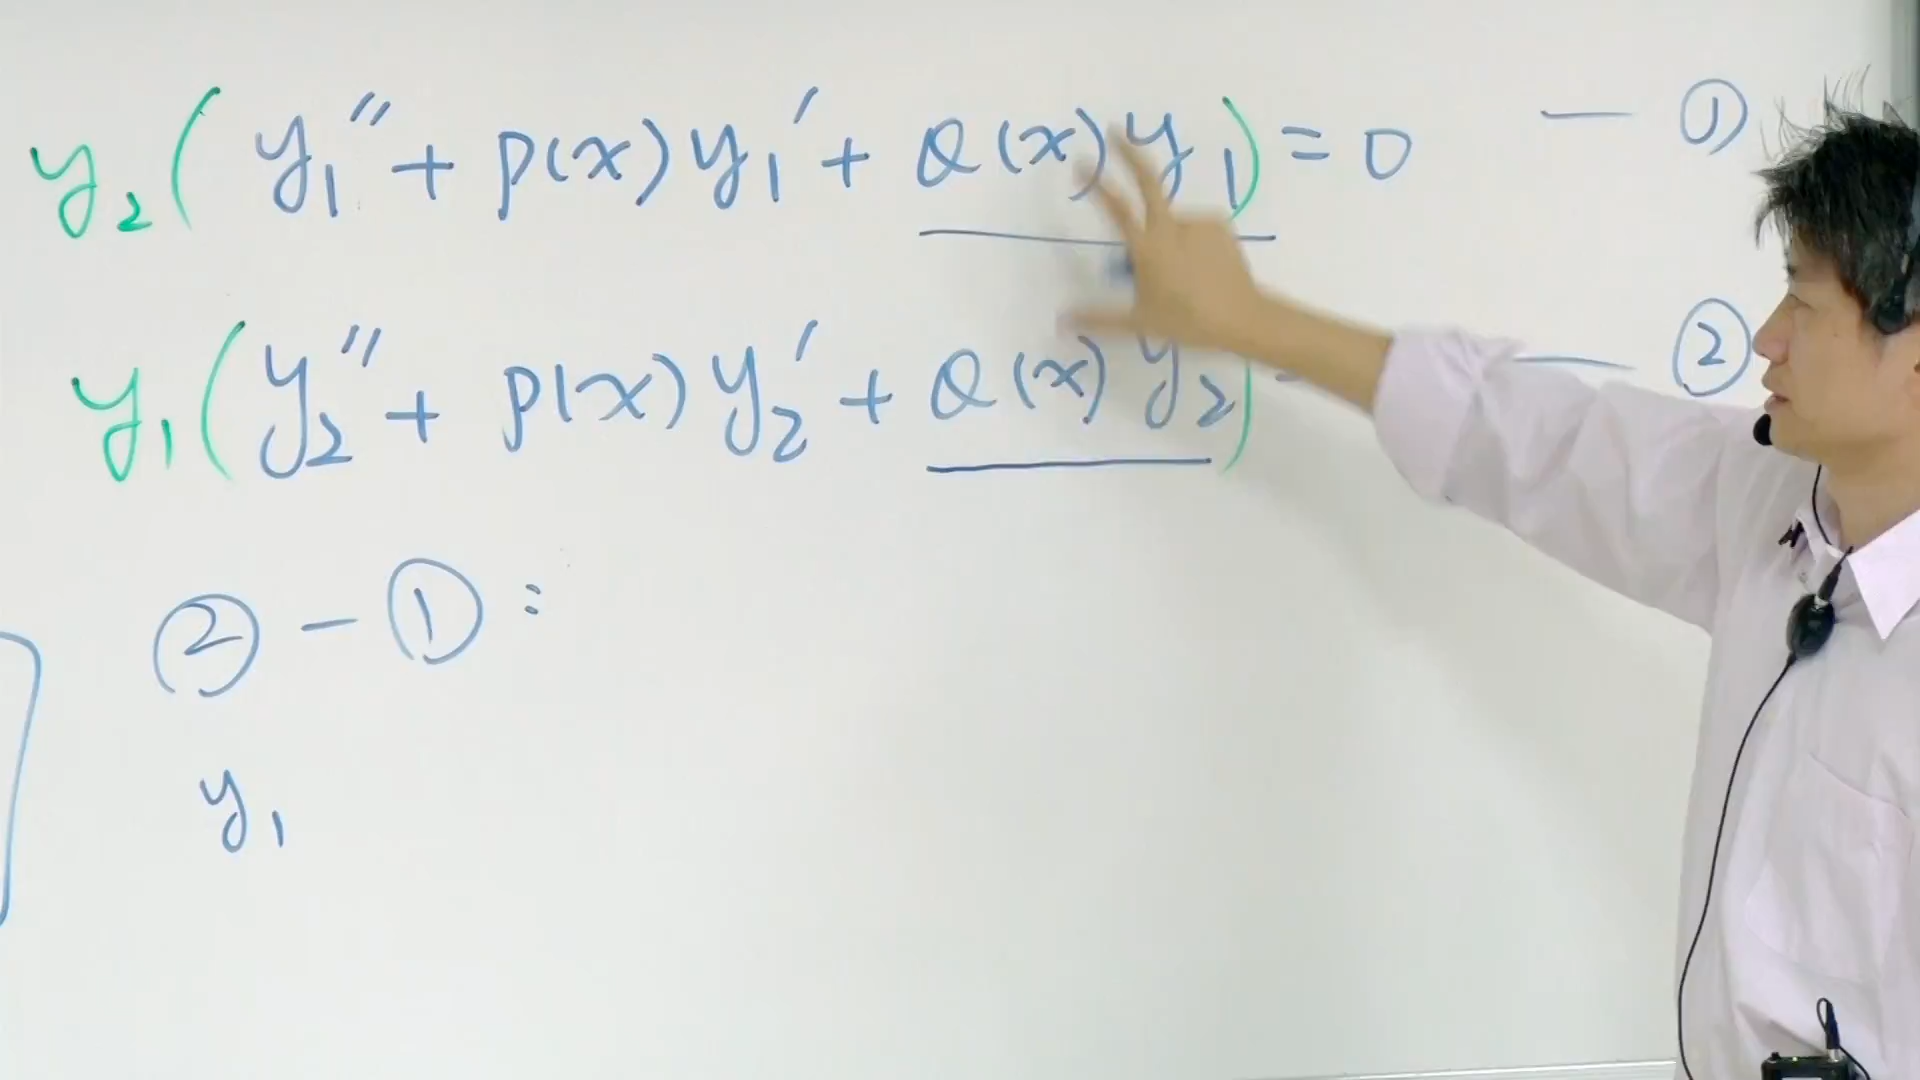 y₂( y₁″ + p(x) y₁′ + Q(x) y₁ ) = 0 — ①
y₁( y₂″ + p(x) y₂′ + Q(x) y₂ ) — ②
② − ① :
y₁